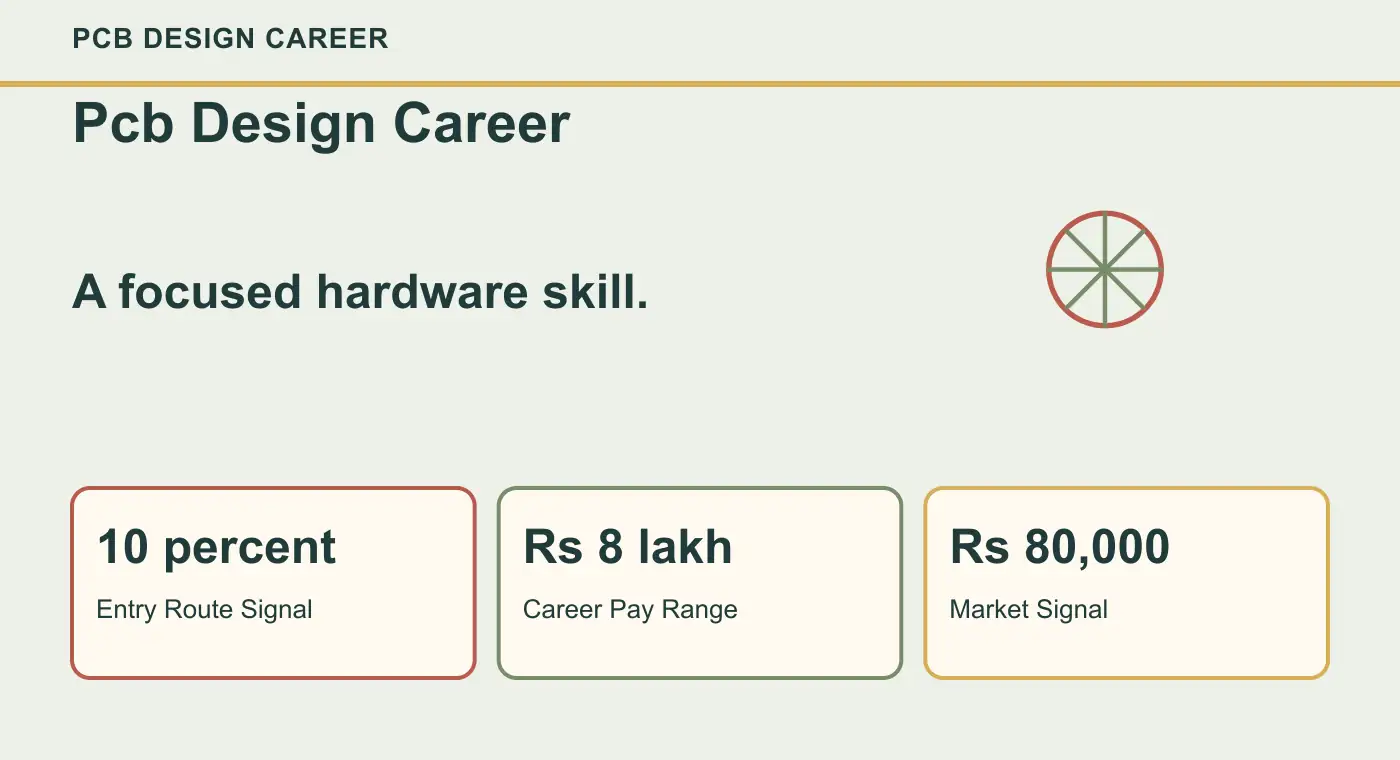 PCB DESIGN CAREER
Pcb Design Career
A focused hardware skill.
10 percent
Entry Route Signal
Rs 8 lakh
Career Pay Range
Rs 80,000
Market Signal